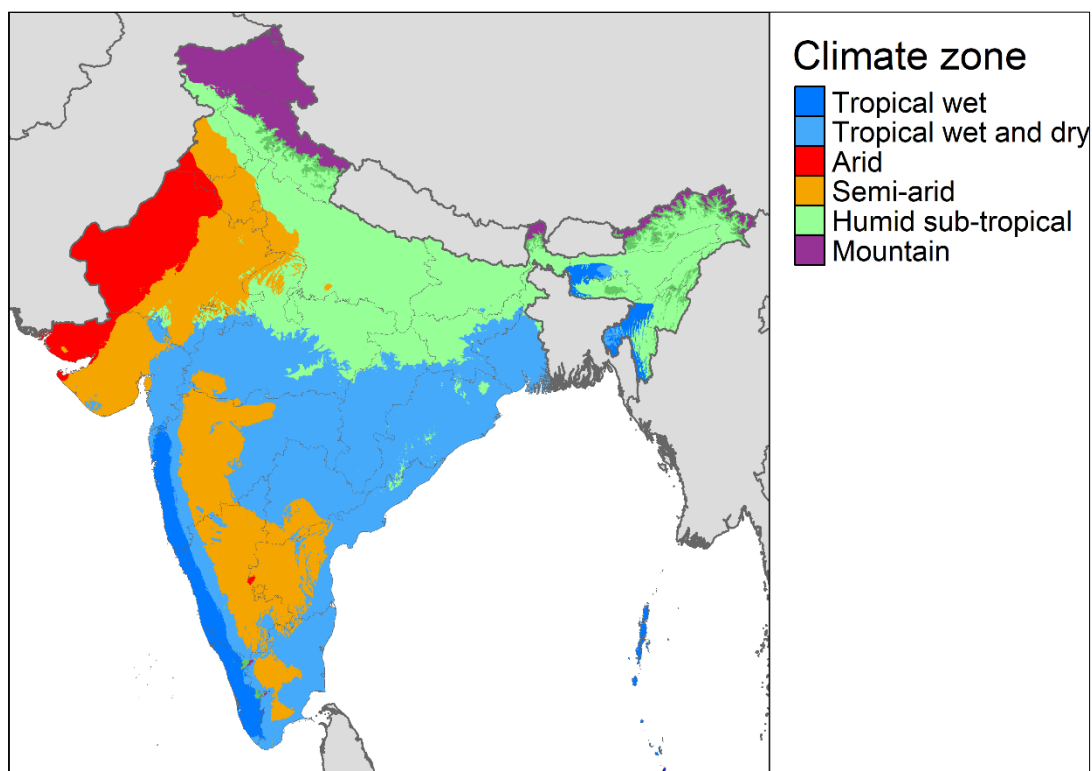 Climate zone
Tropical wet
Tropical wet and dry
Arid
Semi-arid
Humid sub-tropical
Mountain